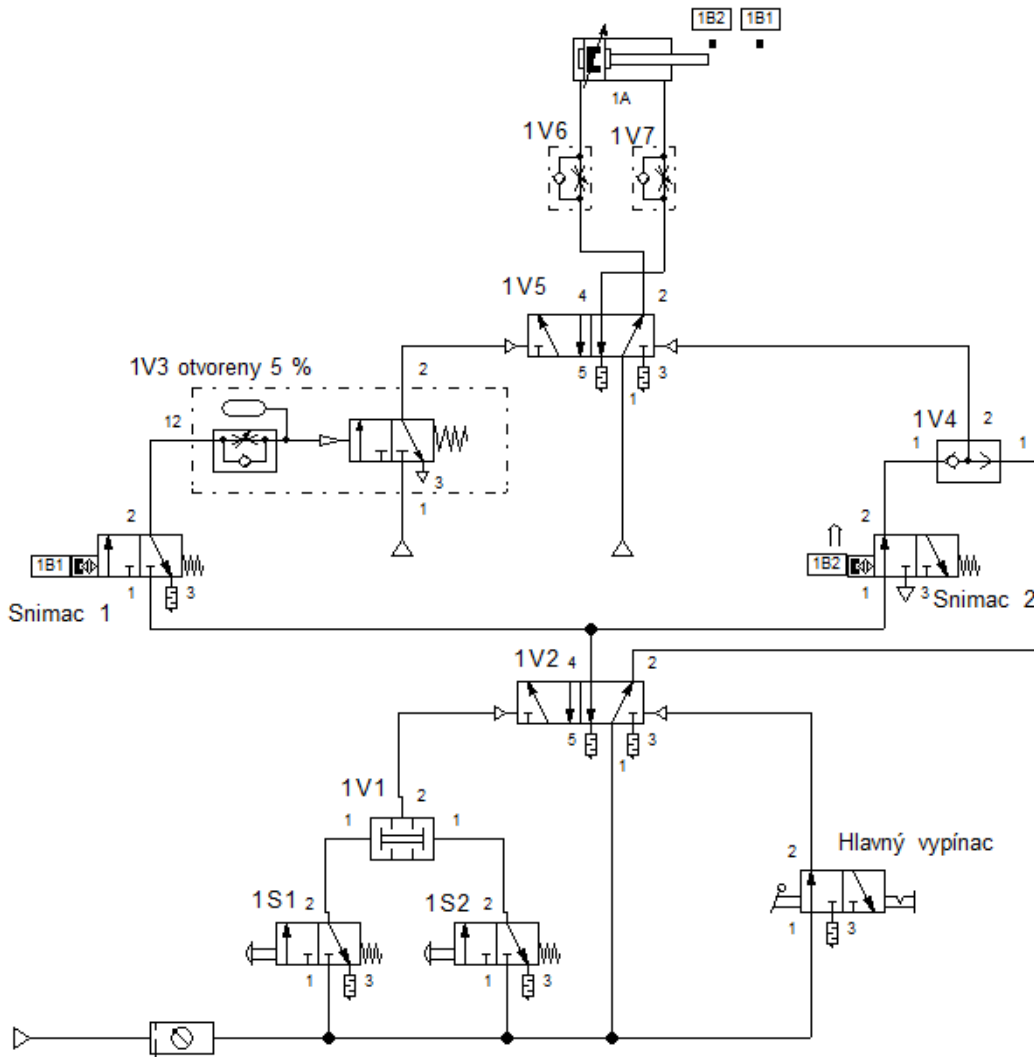 1B2 1B1
1A
1V6 1V7
1V5 4 2
5 3
1
1V3 otvoreny 5 %
2
12
3
1
1V4 2
1 1
2
1B1
1 3
Snimac 1
2
1B2
1 3
Snimac 2
1V2 4 2
5 3
1
1V1 2
1 1
Hlavný vypínac
2
1 3
1S1 2
1 3
1S2 2
1 3